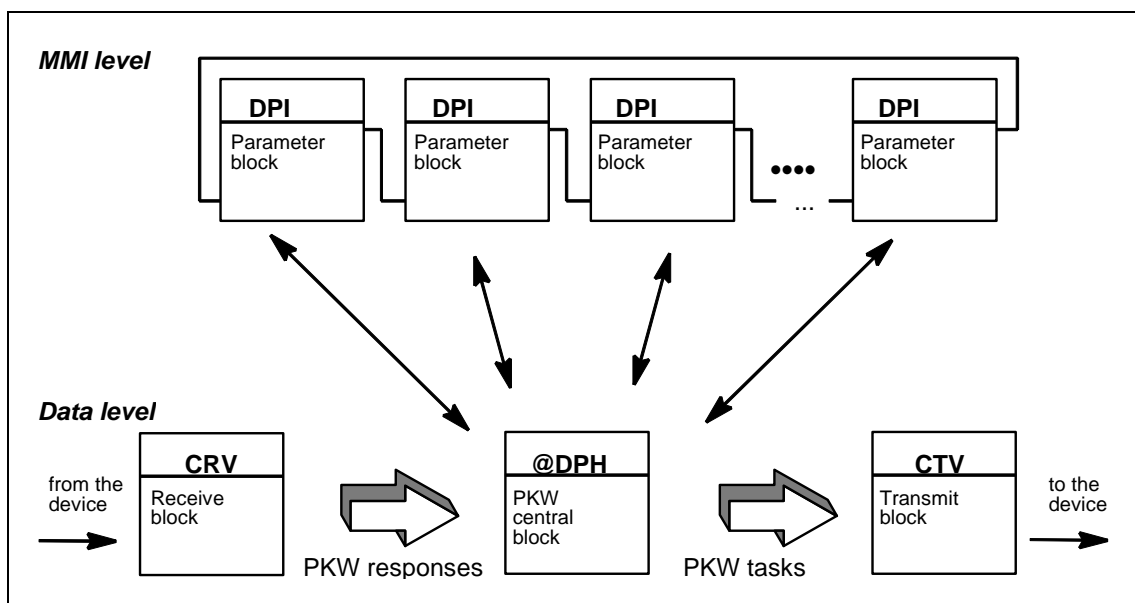 MMI level
DPI
Parameter
block
DPI
Parameter
block
DPI
Parameter
block
...
DPI
Parameter
block
Data level
from the
device
CRV
Receive
block
PKW responses
@DPH
PKW
central
block
PKW tasks
CTV
Transmit
block
to the
device